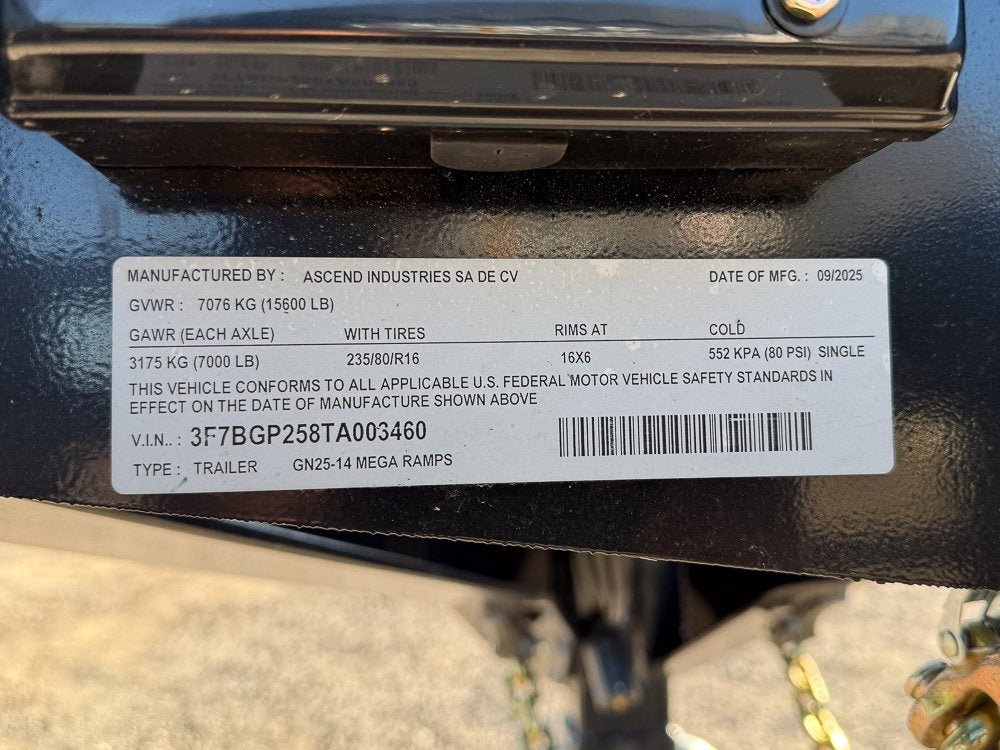 MANUFACTURED BY : ASCEND INDUSTRIES SA DE CV DATE OF MFG. : 09/2025
GVWR : 7076 KG (15600 LB)
GAWR (EACH AXLE) WITH TIRES RIMS AT COLD
3175 KG (7000 LB) 235/80/R16 16X6 552 KPA (80 PSI) SINGLE
THIS VEHICLE CONFORMS TO ALL APPLICABLE U.S. FEDERAL MOTOR VEHICLE SAFETY STANDARDS IN
EFFECT ON THE DATE OF MANUFACTURE SHOWN ABOVE
V.I.N.. : 3F7BGP258TA003460
TYPE : TRAILER GN25-14 MEGA RAMPS